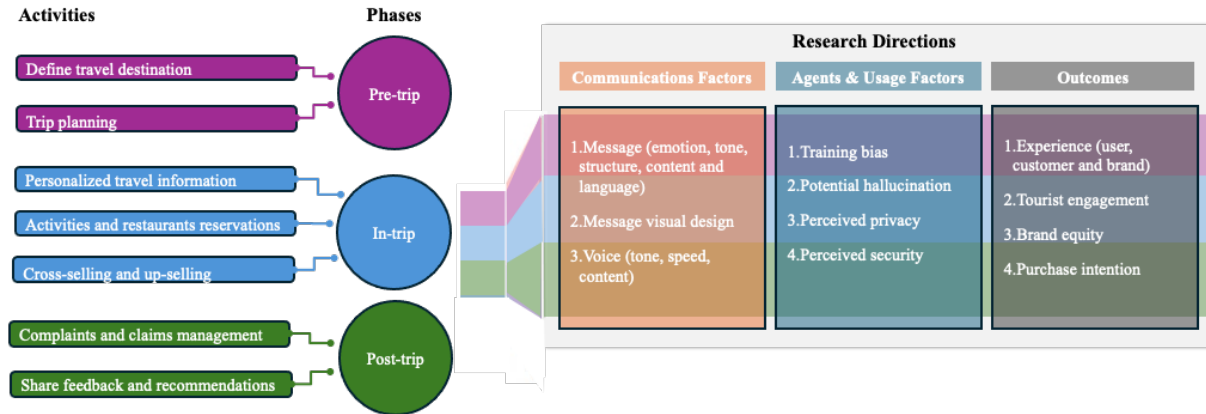 Activities
Phases
Define travel destination
Trip planning
Pre-trip
Personalized travel information
Activities and restaurants reservations
Cross-selling and up-selling
In-trip
Complaints and claims management
Share feedback and recommendations
Post-trip
Research Directions
Communications Factors
1.Message (emotion, tone,
structure, content and
language)
2.Message visual design
3.Voice (tone, speed,
content)
Agents & Usage Factors
1.Training bias
2.Potential hallucination
3.Perceived privacy
4.Perceived security
Outcomes
1.Experience (user,
customer and brand)
2.Tourist engagement
3.Brand equity
4.Purchase intention